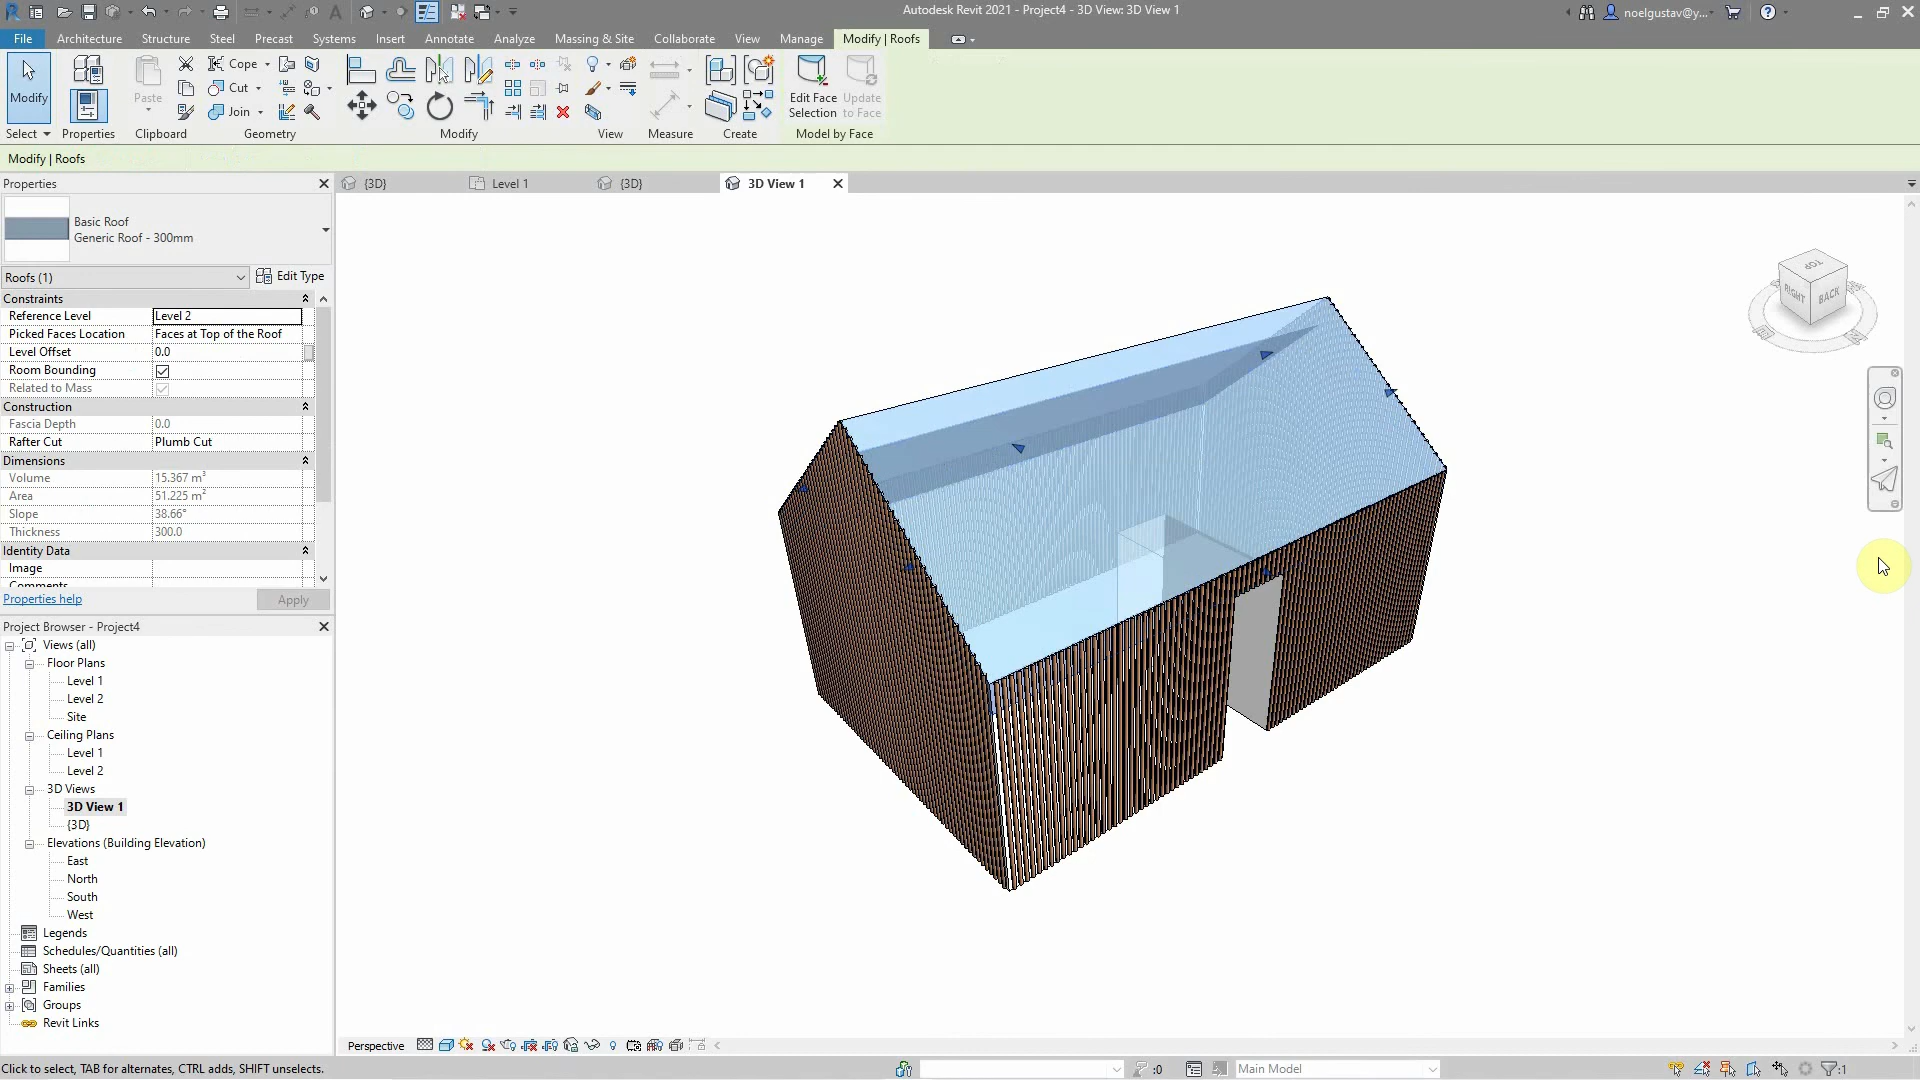 Autodesk Revit 2021 - Project4 - 3D View: 3D View 1
noelgustav@y...
File Architecture Structure Steel Precast Systems Insert Annotate Analyze Massing & Site Collaborate View Manage Modify | Roofs
Modify
Paste
Cope
Cut
Join
Edit Face
Selection
Update
to Face
Select Properties Clipboard Geometry Modify View Measure Create Model by Face
Modify | Roofs
Properties
{3D} Level 1 {3D} 3D View 1
Basic Roof
Generic Roof - 300mm
Roofs (1) Edit Type
Constraints
Reference Level Level 2
Picked Faces Location Faces at Top of the Roof
Level Offset 0.0
Room Bounding
Related to Mass
Construction
Fascia Depth 0.0
Rafter Cut Plumb Cut
Dimensions
Volume 15.367 m³
Area 51.225 m²
Slope 38.66°
Thickness 300.0
Identity Data
Image
Comments
Properties help Apply
TOP
RIGHT BACK
Project Browser - Project4
Views (all)
Floor Plans
Level 1
Level 2
Site
Ceiling Plans
Level 1
Level 2
3D Views
3D View 1
{3D}
Elevations (Building Elevation)
East
North
South
West
Legends
Schedules/Quantities (all)
Sheets (all)
Families
Groups
Revit Links
Perspective
Click to select, TAB for alternates, CTRL adds, SHIFT unselects.
:0
Main Model
:1